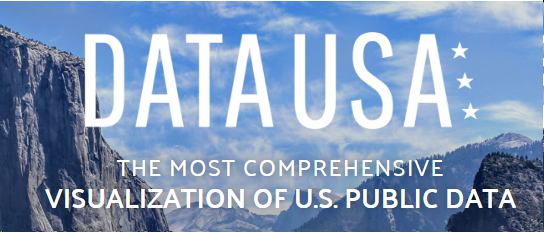 DATA USA
THE MOST COMPREHENSIVE
VISUALIZATION OF U.S. PUBLIC DATA